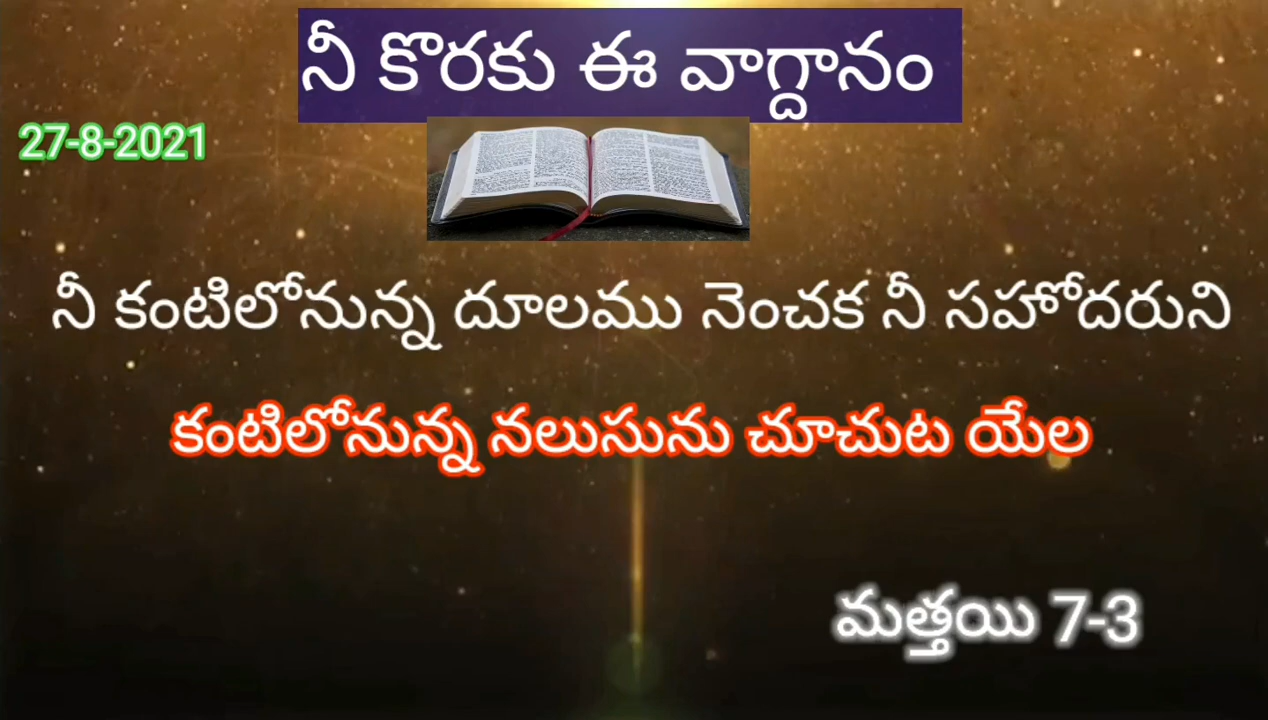 నీ కొరకు ఈ వాగ్దానం
27-8-2021
నీ కంటిలోనున్న దూలము నెంచక నీ సహోదరుని
కంటిలోనున్న నలుసును చూచుట యేల
మత్తయి 7-3